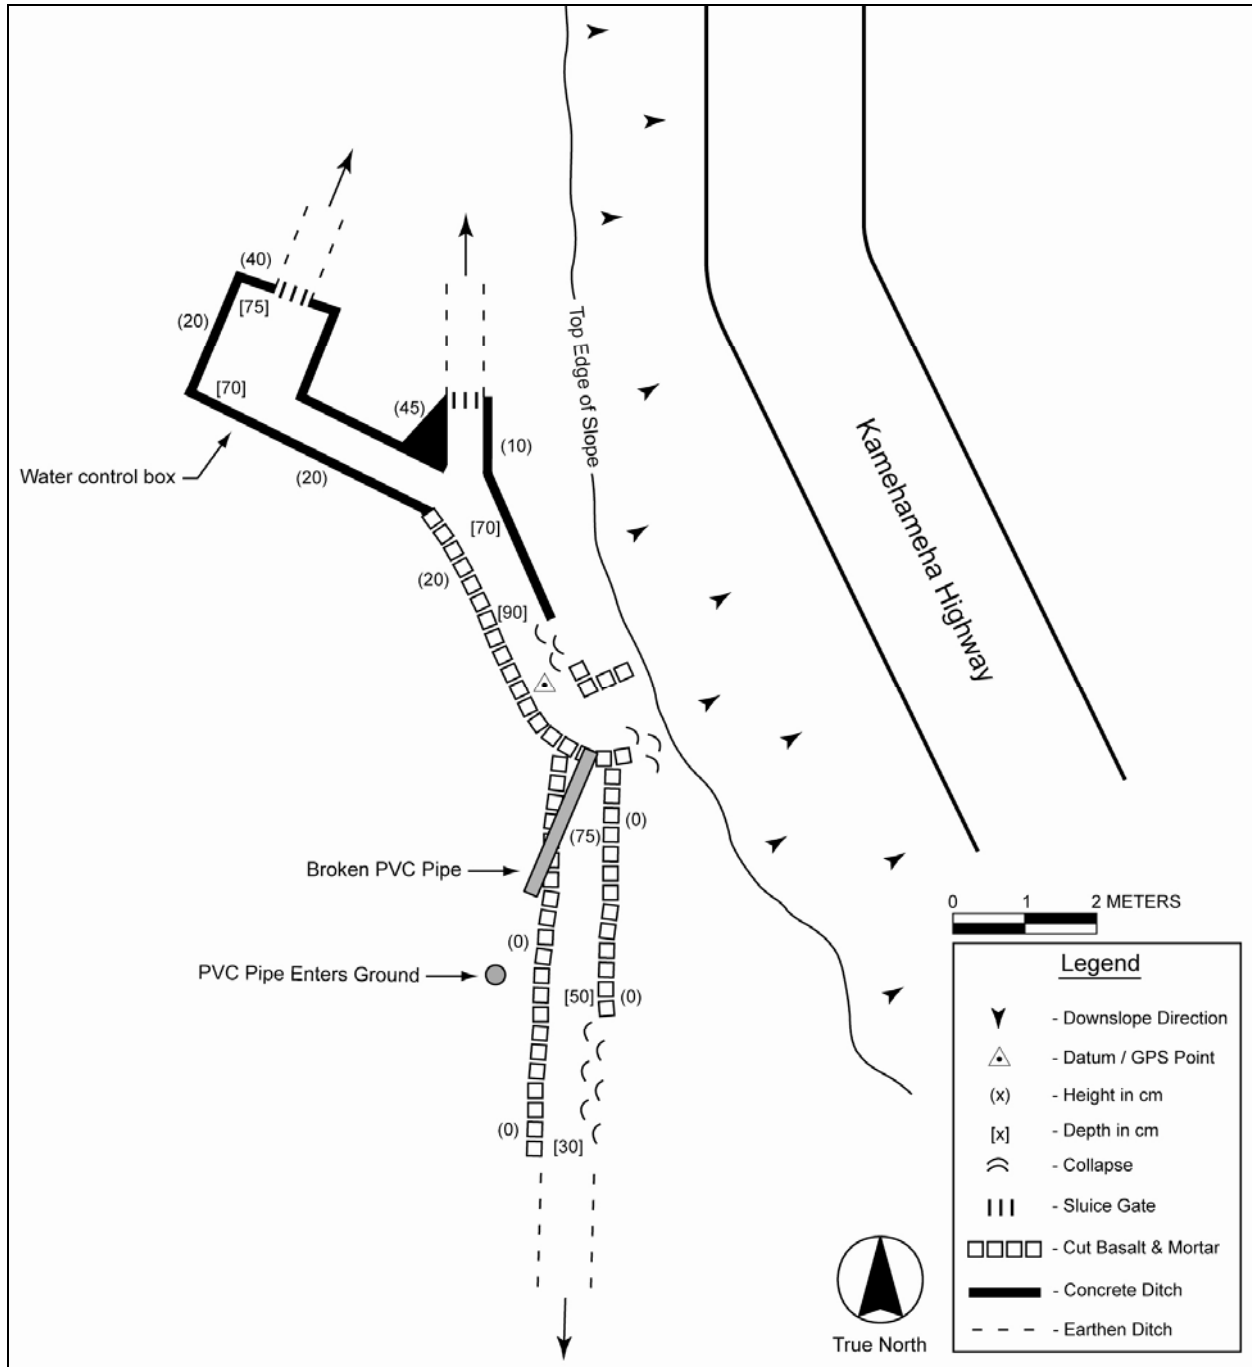 (40)
[75]
(20)
[70]
(45)
(10)
Water control box
(20)
[70]
(20)
[90]
Top Edge of Slope
Kamehameha Highway
(75)
(0)
Broken PVC Pipe
(0)
PVC Pipe Enters Ground
[50]
(0)
(0)
[30]
0 1 2 METERS
Legend
- Downslope Direction
- Datum / GPS Point
(x) - Height in cm
[x] - Depth in cm
- Collapse
- Sluice Gate
- Cut Basalt & Mortar
- Concrete Ditch
- Earthen Ditch
True North